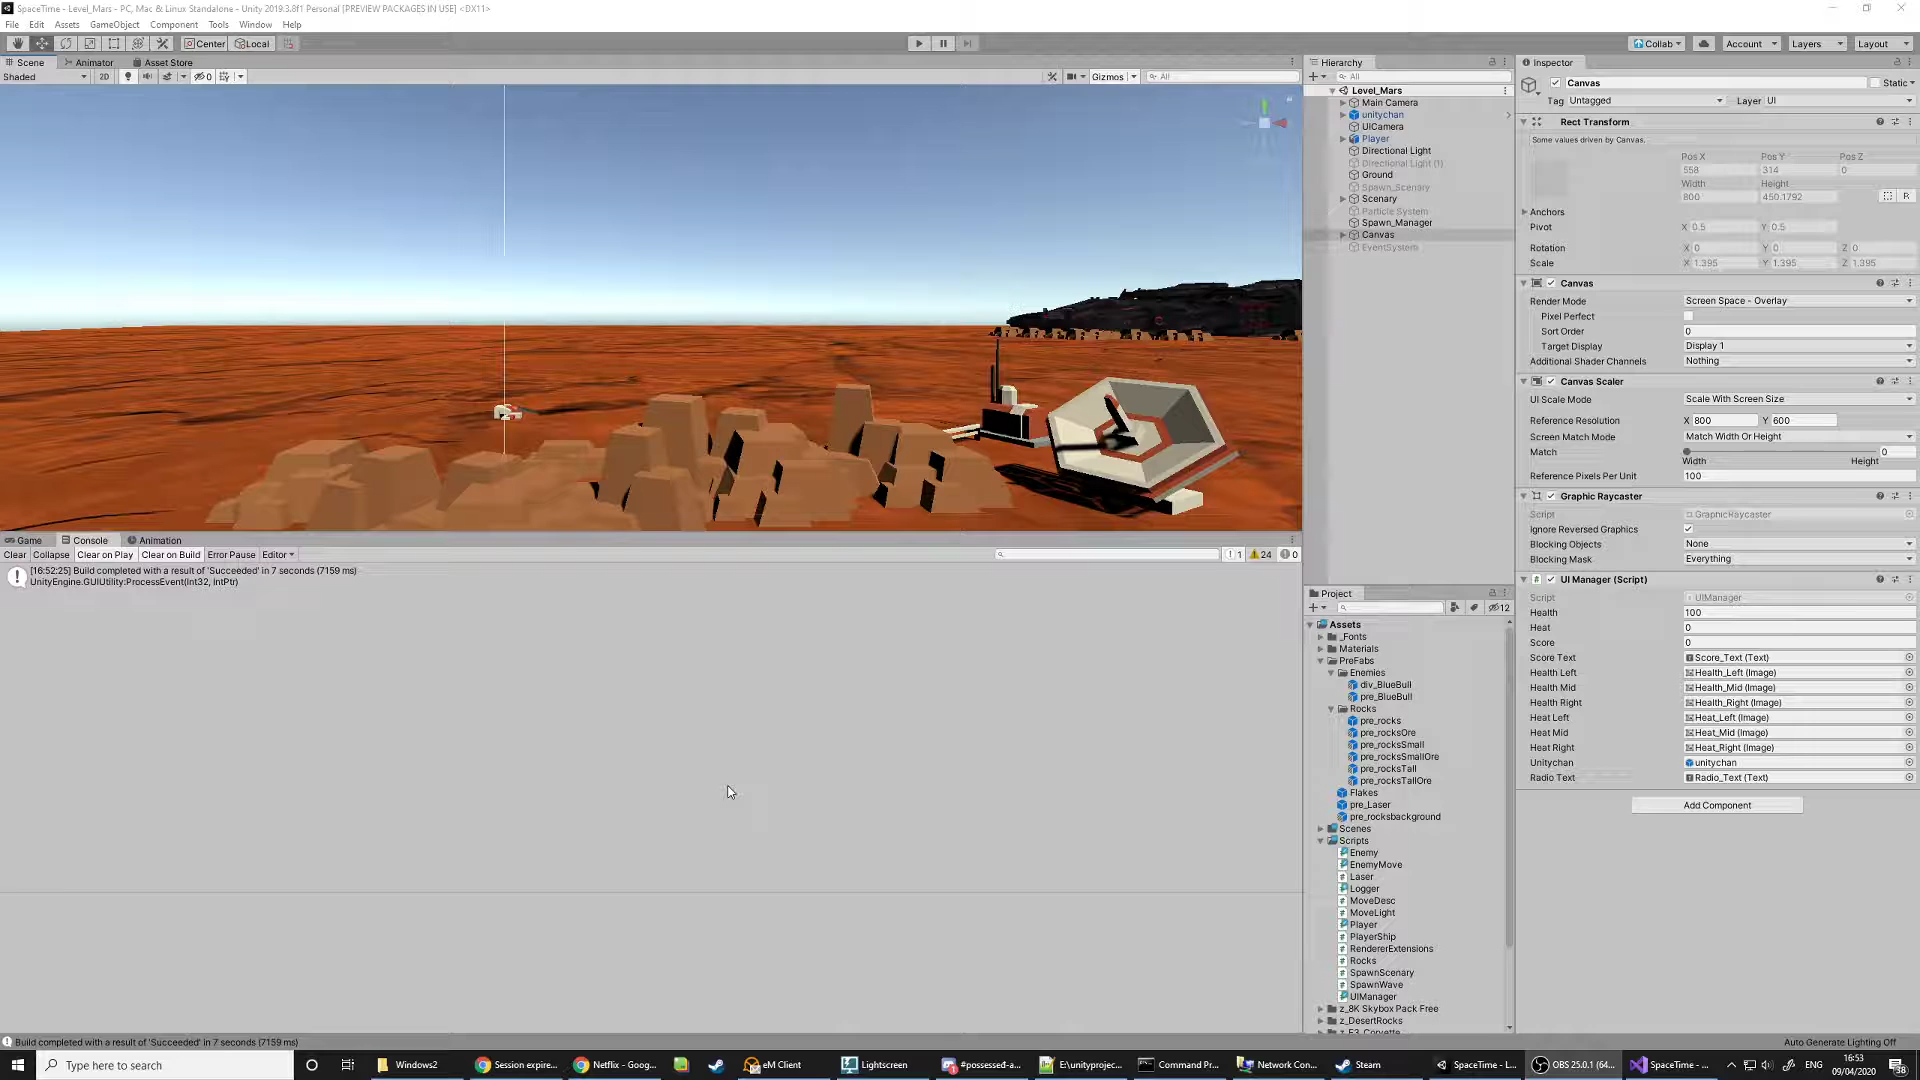 SpaceTime - Level_Mars - PC, Mac & Linux Standalone - Unity 2019.3.8f1 Personal [PREVIEW PACKAGES IN USE] <DX11>
File Edit Assets GameObject Component Tools Window Help
Center Local Collab Account Layers Layout
Scene Animator Asset Store
Shaded 2D 0 Gizmos All
Hierarchy
All
Level_Mars
Main Camera
unitychan
UICamera
Player
Directional Light
Directional Light (1)
Ground
Spawn_Scenary
Scenary
Particle System
Spawn_Manager
Canvas
EventSystem
Inspector
Canvas Static
Tag Untagged Layer UI
Rect Transform
Some values driven by Canvas.
Pos X Pos Y Pos Z
558 314 0
Width Height
800 450.1792 R
Anchors
Pivot X 0.5 Y 0.5
Rotation X 0 Y 0 Z 0
Scale X 1.395 Y 1.395 Z 1.395
Canvas
Render Mode Screen Space - Overlay
Pixel Perfect
Sort Order 0
Target Display Display 1
Additional Shader Channels Nothing
Canvas Scaler
UI Scale Mode Scale With Screen Size
Reference Resolution X 800 Y 600
Screen Match Mode Match Width Or Height
Match 0
Width Height
Reference Pixels Per Unit 100
Graphic Raycaster
Script GraphicRaycaster
Ignore Reversed Graphics
Blocking Objects None
Blocking Mask Everything
UI Manager (Script)
Script UIManager
Health 100
Heat 0
Score 0
Score Text Score_Text (Text)
Health Left Health_Left (Image)
Health Mid Health_Mid (Image)
Health Right Health_Right (Image)
Heat Left Heat_Left (Image)
Heat Mid Heat_Mid (Image)
Heat Right Heat_Right (Image)
Unitychan unitychan
Radio Text Radio_Text (Text)
Add Component
Game Console Animation
Clear Collapse Clear on Play Clear on Build Error Pause Editor 1 24 0
[16:52:25] Build completed with a result of 'Succeeded' in 7 seconds (7159 ms)
UnityEngine.GUIUtility:ProcessEvent(Int32, IntPtr)
Project
12
Assets
_Fonts
Materials
PreFabs
Enemies
div_BlueBull
pre_BlueBull
Rocks
pre_rocks
pre_rocksOre
pre_rocksSmall
pre_rocksSmallOre
pre_rocksTall
pre_rocksTallOre
Flakes
pre_Laser
pre_rocksbackground
Scenes
Scripts
Enemy
EnemyMove
Laser
Logger
MoveDesc
MoveLight
Player
PlayerShip
RendererExtensions
Rocks
SpawnScenary
SpawnWave
UIManager
z_8K Skybox Pack Free
z_DesertRocks
z_F3_Corvette
Build completed with a result of 'Succeeded' in 7 seconds (7159 ms)
Auto Generate Lighting Off
Type here to search
Windows2
Session expire...
Netflix - Goog...
eM Client
Lightscreen
#possessed-a...
E:\unityprojec...
Command Pr...
Network Con...
Steam
SpaceTime - L...
OBS 25.0.1 (64...
SpaceTime - ...
ENG
16:53
09/04/2020
38